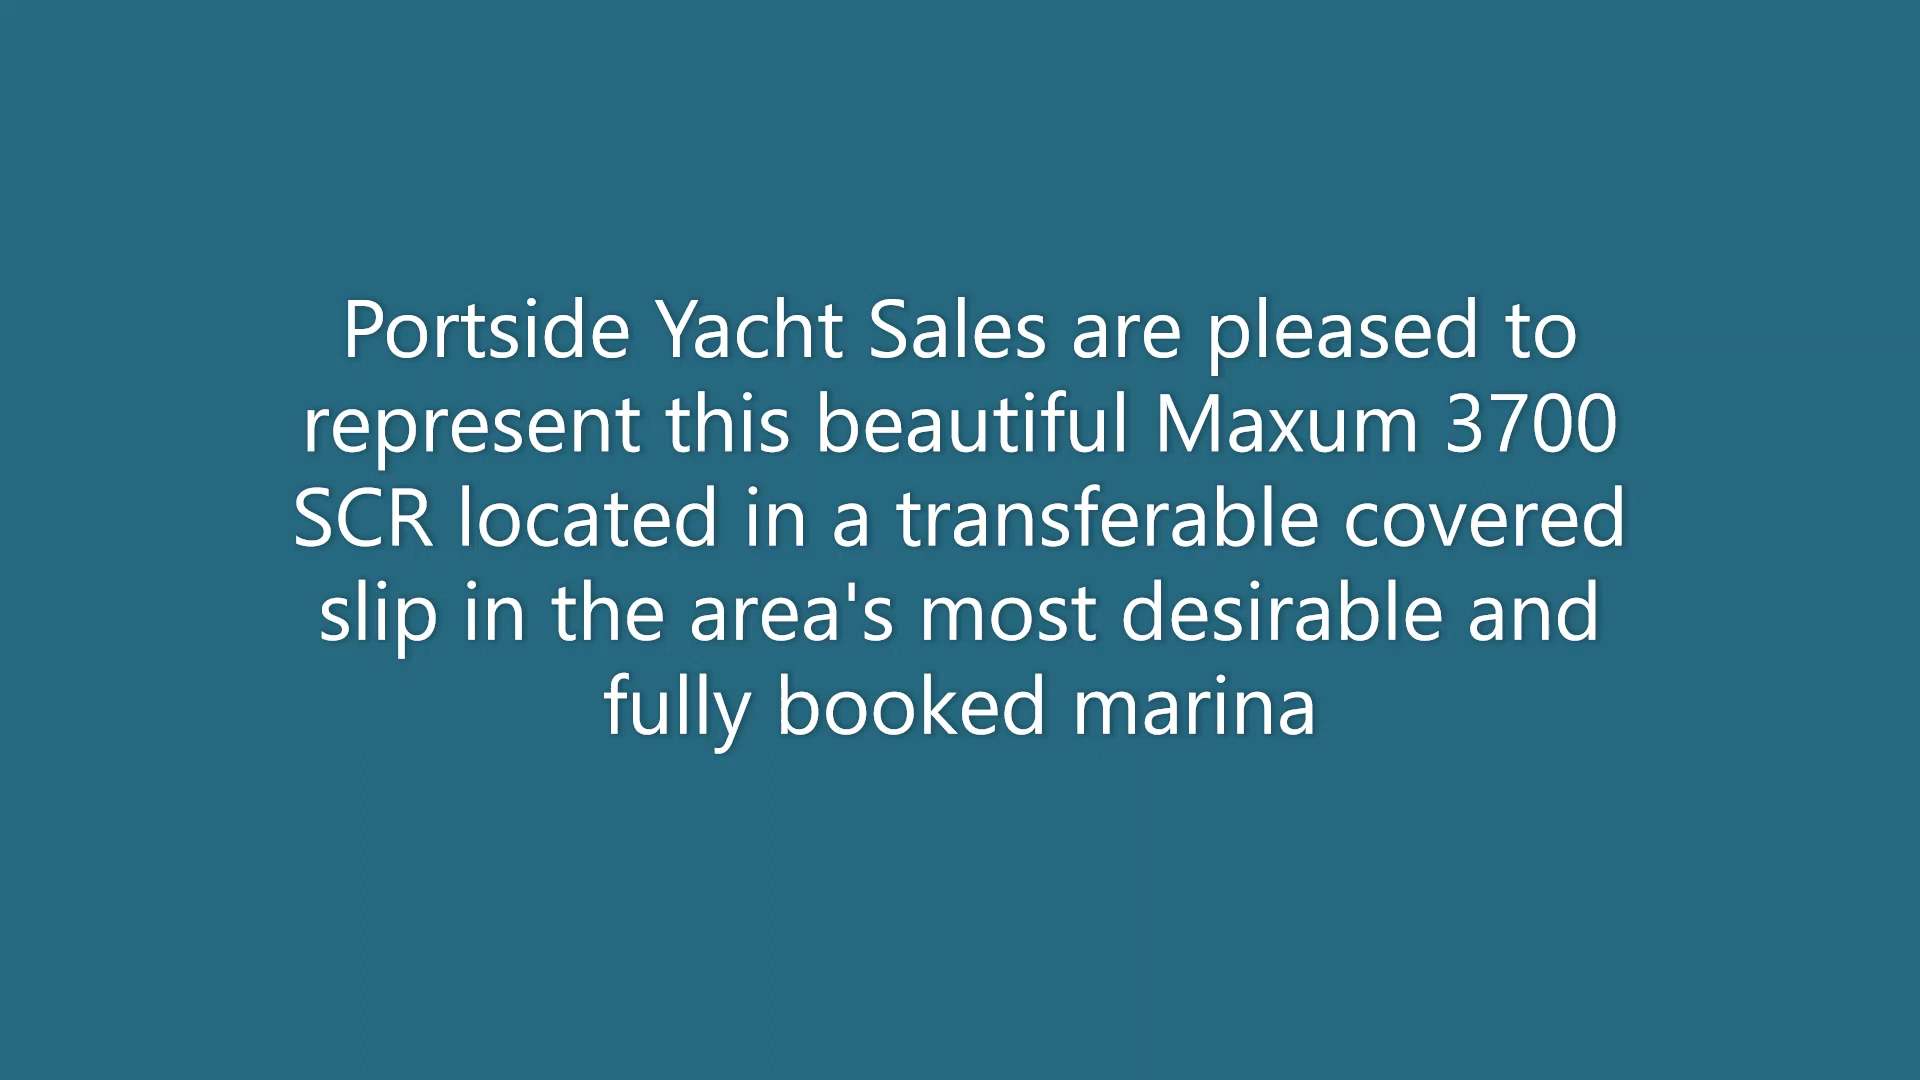 Portside Yacht Sales are pleased to
represent this beautiful Maxum 3700
SCR located in a transferable covered
slip in the area's most desirable and
fully booked marina